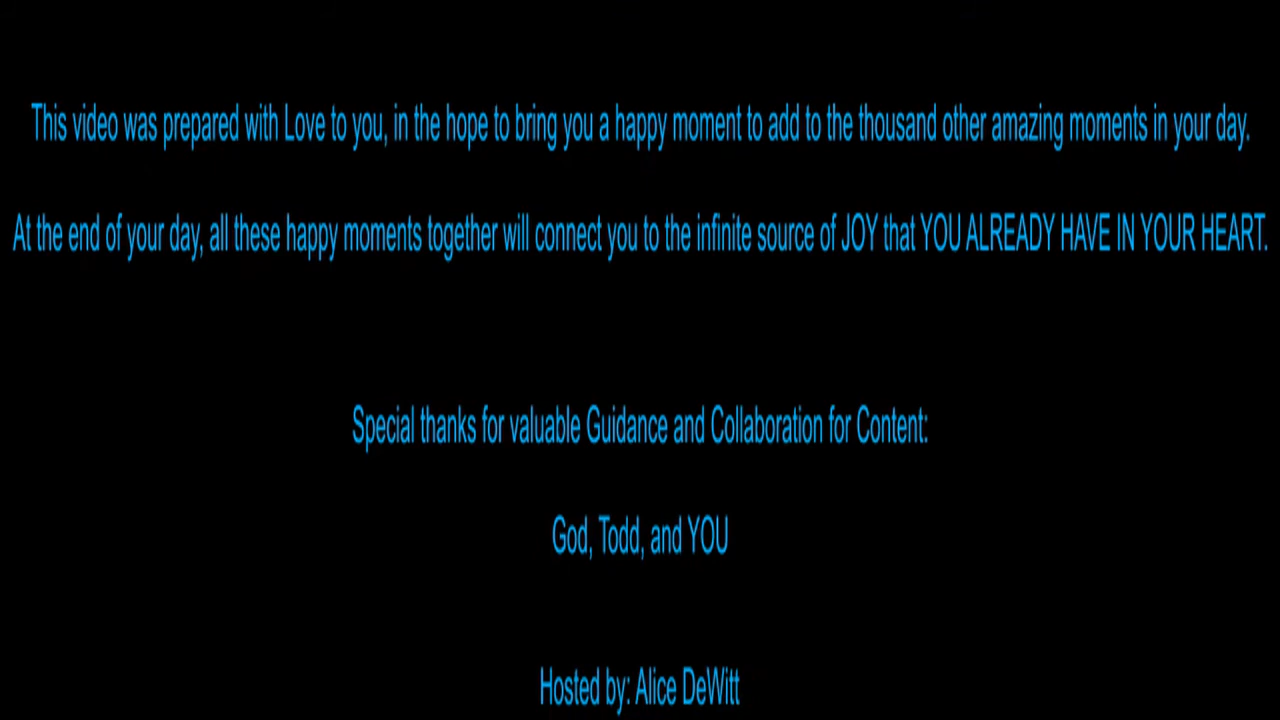 This video was prepared with Love to you, in the hope to bring you a happy moment to add to the thousand other amazing moments in your day.
At the end of your day, all these happy moments together will connect you to the infinite source of JOY that YOU ALREADY HAVE IN YOUR HEART.
Special thanks for valuable Guidance and Collaboration for Content:
God, Todd, and YOU
Hosted by: Alice DeWitt